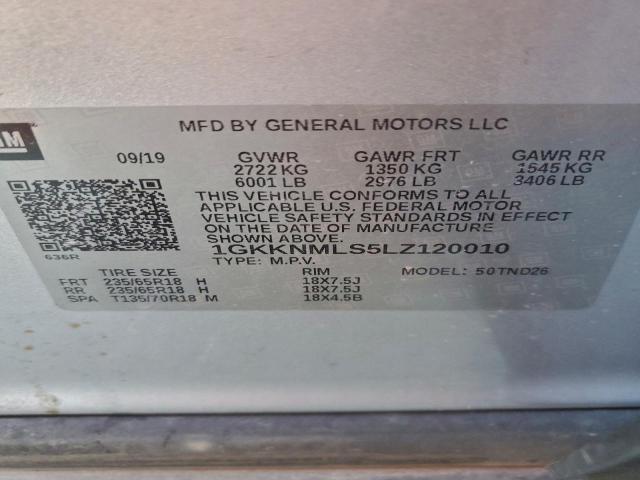 GM
MFD BY GENERAL MOTORS LLC
09/19 GVWR GAWR FRT GAWR RR
2722 KG 1350 KG 1545 KG
6001 LB 2976 LB 3406 LB
THIS VEHICLE CONFORMS TO ALL
APPLICABLE U.S. FEDERAL MOTOR
VEHICLE SAFETY STANDARDS IN EFFECT
ON THE DATE OF MANUFACTURE
SHOWN ABOVE.
1GKKNMLS5LZ120010
636R
TYPE: M.P.V. MODEL: 50TND26
TIRE SIZE RIM
FRT 235/65R18 H 18X7.5J
RR 235/65R18 H 18X7.5J
SPA T135/70R18 M 18X4.5B